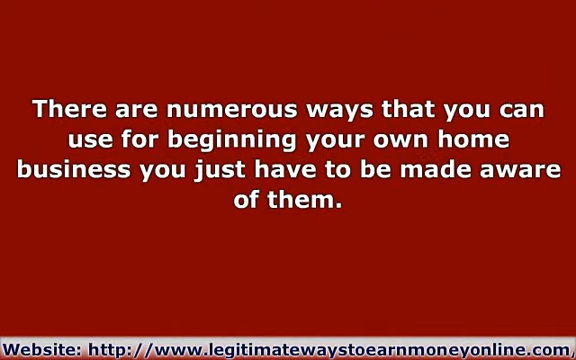 There are numerous ways that you can
use for beginning your own home
business you just have to be made aware
of them.
Website: http://www.legitimatewaystoearnmoneyonline.com